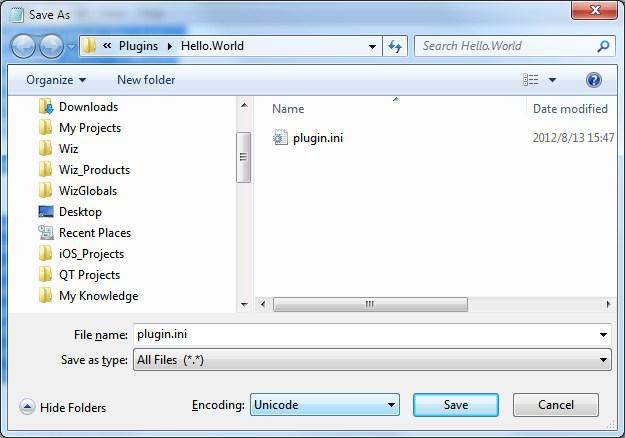 Save As
« Plugins Hello.World
Search Hello.World
Organize New folder
Downloads
My Projects
Wiz
Wiz_Products
WizGlobals
Desktop
Recent Places
iOS_Projects
QT Projects
My Knowledge
Name Date modified
plugin.ini 2012/8/13 15:47
File name: plugin.ini
Save as type: All Files (*.*)
Hide Folders Encoding: Unicode Save Cancel